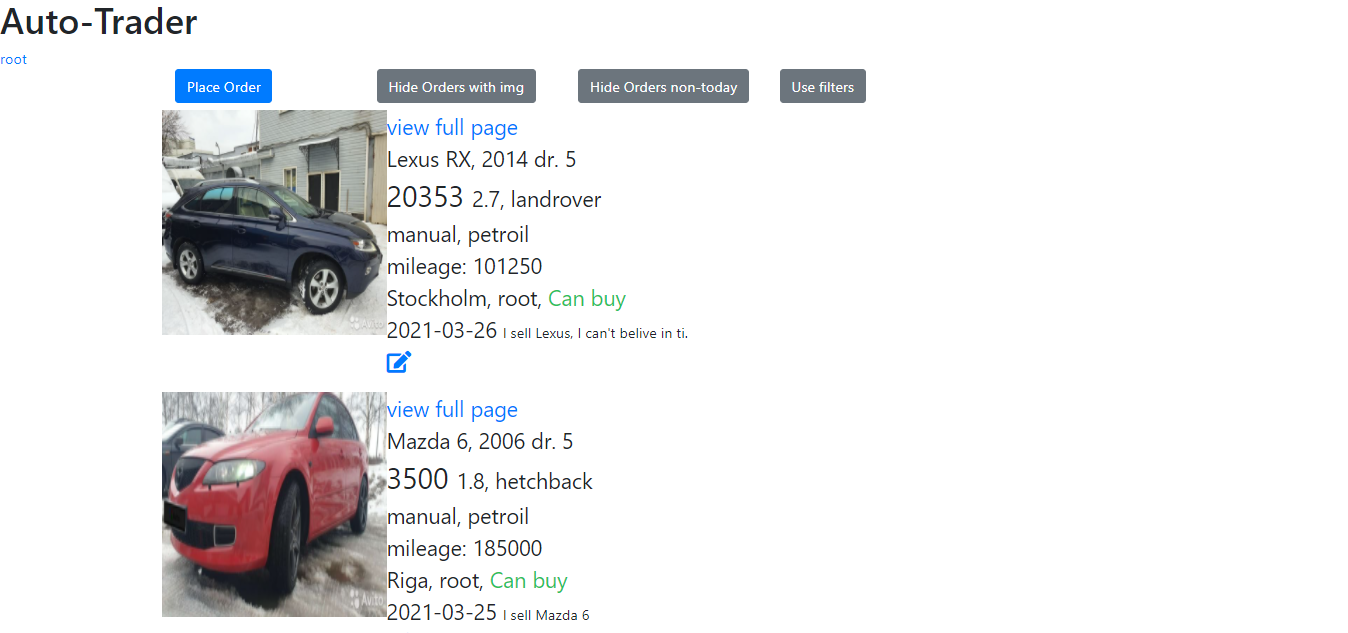 Auto-Trader
root
Place Order Hide Orders with img Hide Orders non-today Use filters
view full page
Lexus RX, 2014 dr. 5
20353 2.7, landrover
manual, petroil
mileage: 101250
Stockholm, root, Can buy
2021-03-26 I sell Lexus, I can't belive in ti.
Avito
view full page
Mazda 6, 2006 dr. 5
3500 1.8, hetchback
manual, petroil
mileage: 185000
Riga, root, Can buy
2021-03-25 I sell Mazda 6
Avito